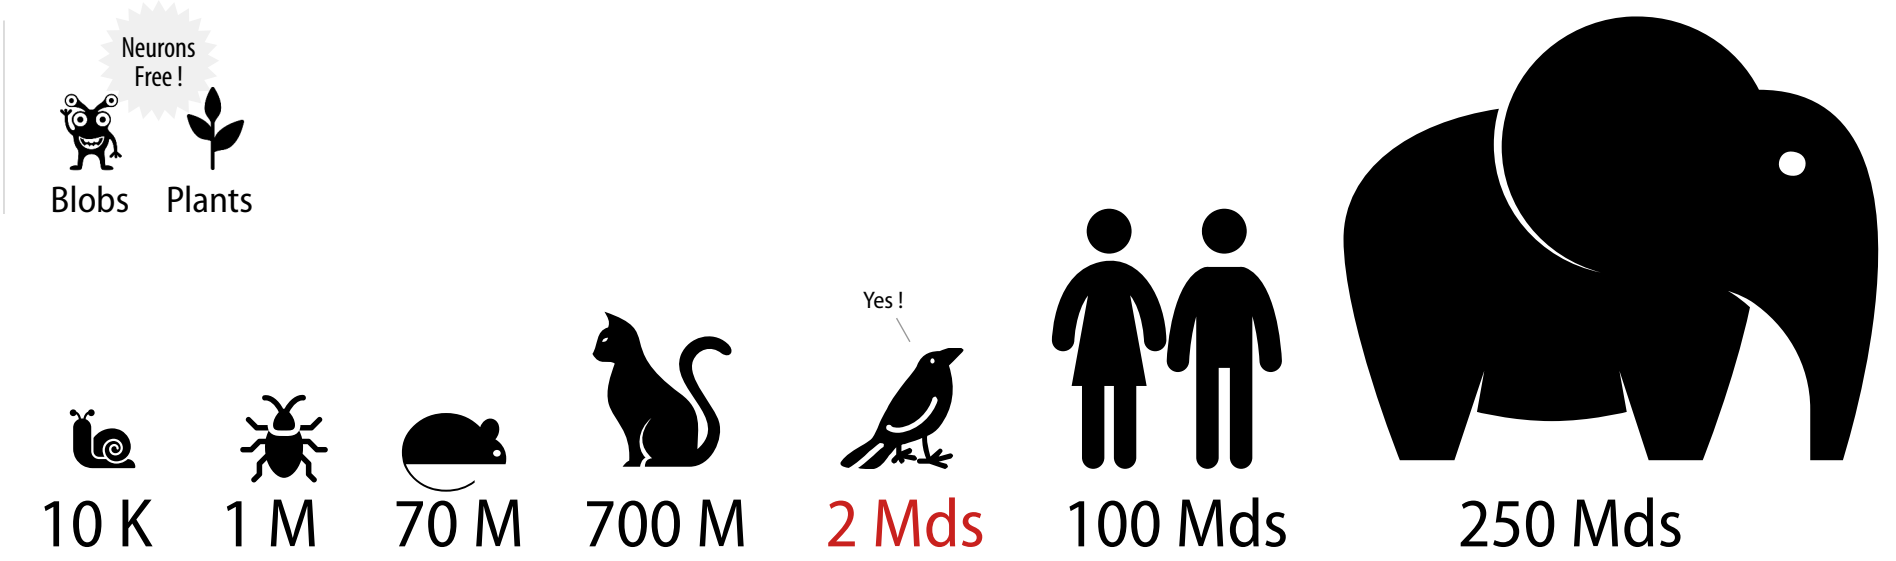 Neurons
Free !
Blobs
Plants
Yes !
10 K
1 M
70 M
700 M
2 Mds
100 Mds
250 Mds